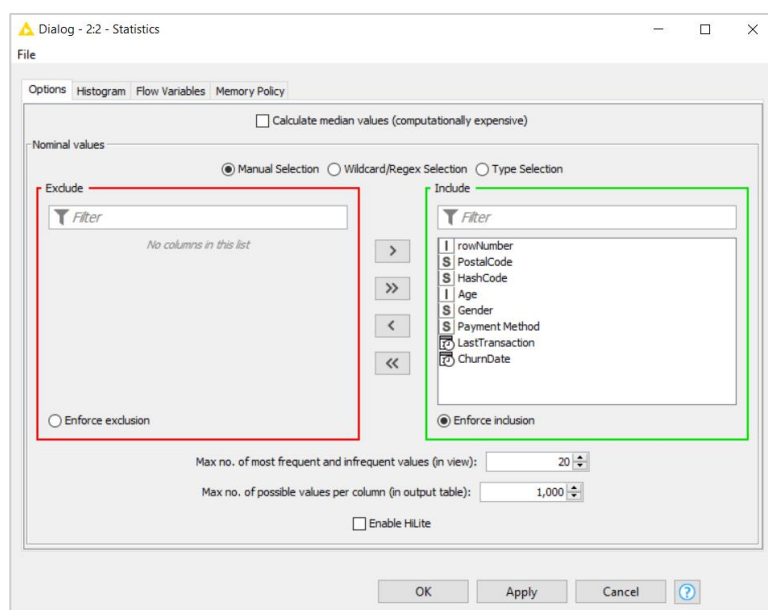 Dialog - 2:2 - Statistics
File
Options Histogram Flow Variables Memory Policy
Calculate median values (computationally expensive)
Nominal values
Manual Selection Wildcard/Regex Selection Type Selection
Exclude
Filter
No columns in this list
Enforce exclusion
>
>>
<
<<
Include
Filter
I rowNumber
S PostalCode
S HashCode
I Age
S Gender
S Payment Method
LastTransaction
ChurnDate
Enforce inclusion
Max no. of most frequent and infrequent values (in view): 20
Max no. of possible values per column (in output table): 1,000
Enable HiLite
OK Apply Cancel ?